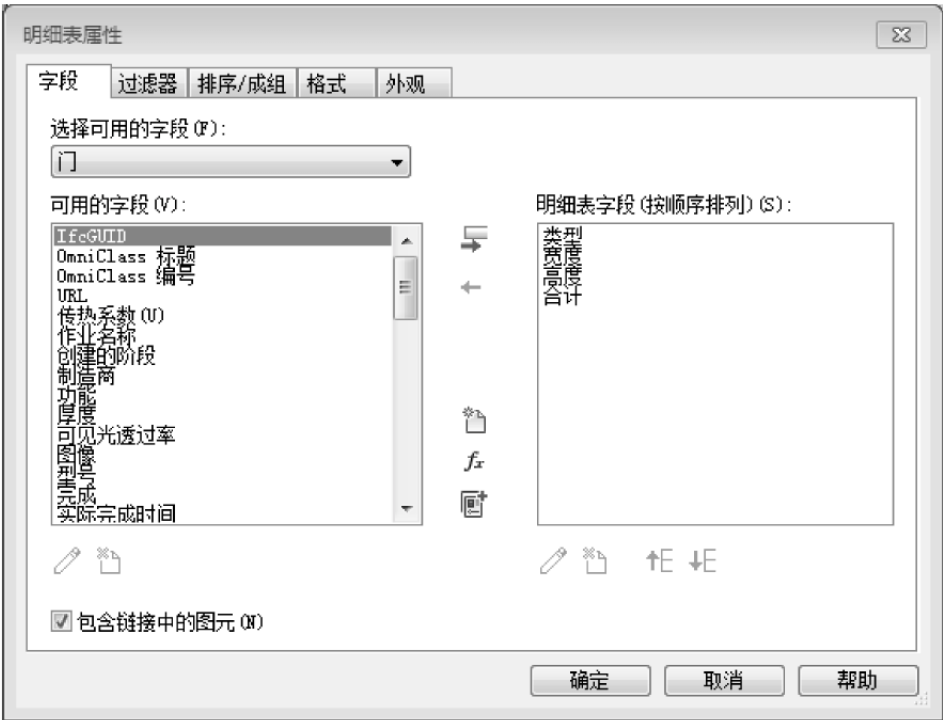 明细表属性
字段 过滤器 排序/成组 格式 外观
选择可用的字段(F):
门
可用的字段(V):
IfcGUID
OmniClass 标题
OmniClass 编号
URL
传热系数(U)
作业名称
创建的阶段
制造商
功能
厚度
可见光透过率
图像
型号
完成
实际完成时间
fx
明细表字段(按顺序排列)(S):
类型
宽度
高度
合计
E E
包含链接中的图元(N)
确定 取消 帮助